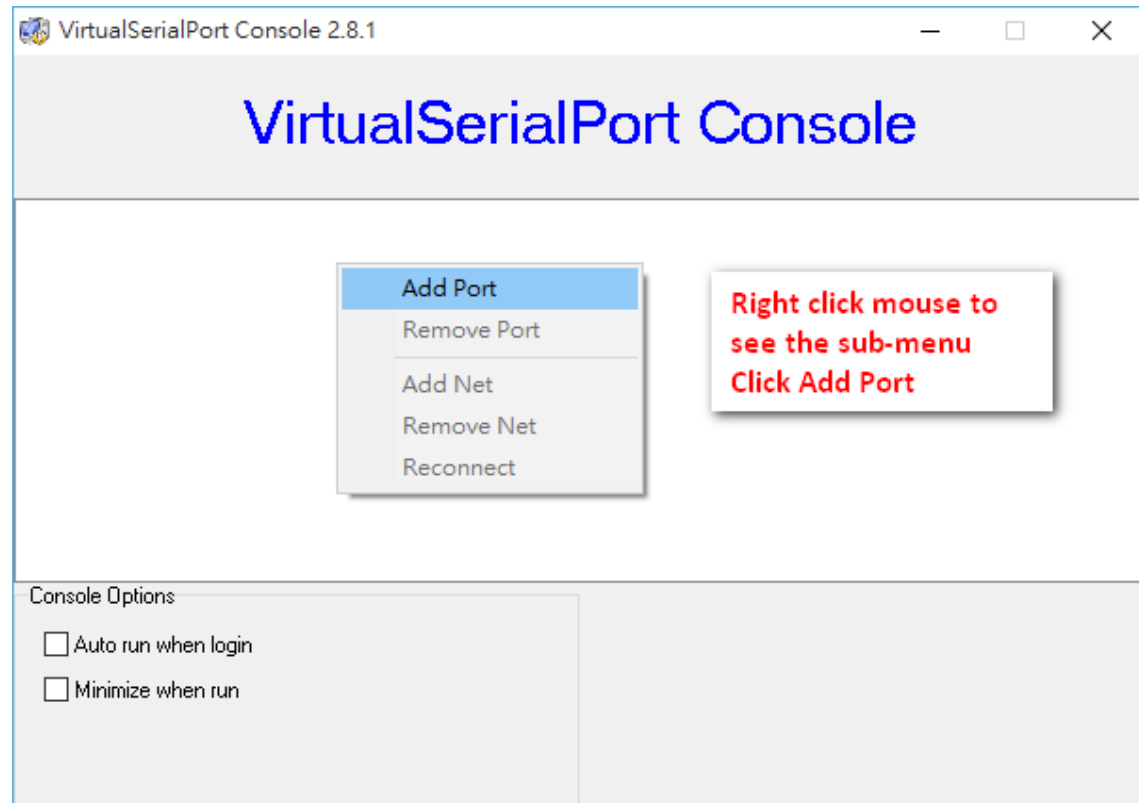 VirtualSerialPort Console 2.8.1
VirtualSerialPort Console
Add Port
Remove Port
Add Net
Remove Net
Reconnect
Right click mouse to
see the sub-menu
Click Add Port
Console Options
Auto run when login
Minimize when run